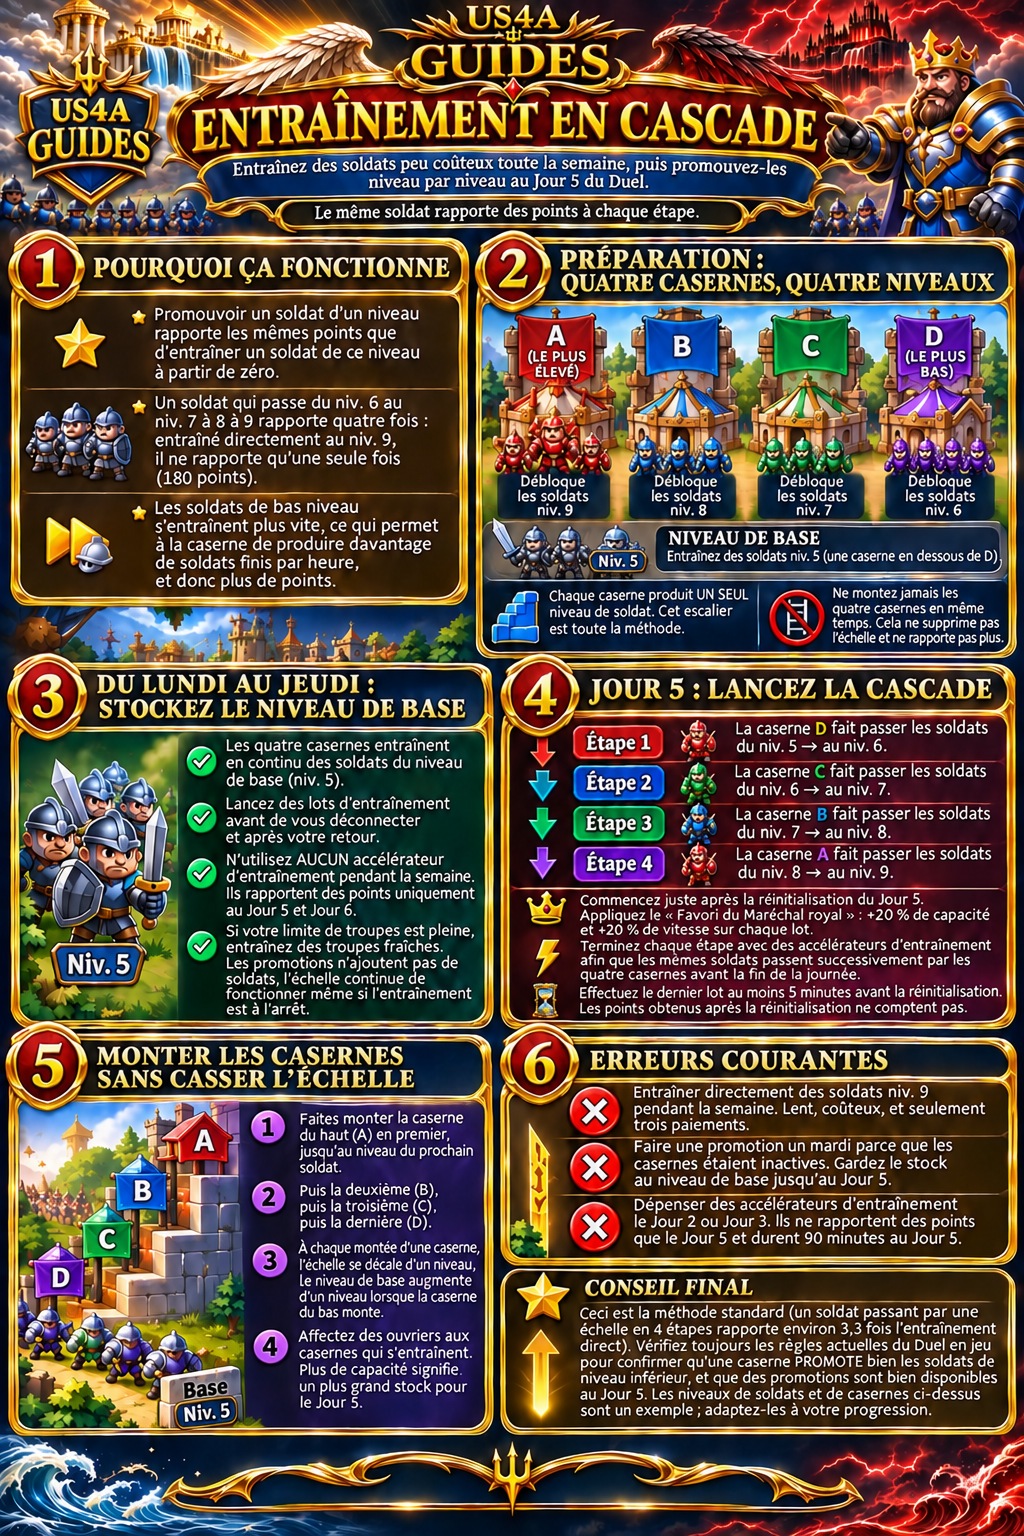 US4A
GUIDES
US4A
GUIDES
ENTRAÎNEMENT EN CASCADE
Entraînez des soldats peu coûteux toute la semaine, puis promouvez-les
niveau par niveau au Jour 5 du Duel.
Le même soldat rapporte des points à chaque étape.
1
POURQUOI ÇA FONCTIONNE
Promouvoir un soldat d'un niveau
rapporte les mêmes points que
d'entraîner un soldat de ce niveau
à partir de zéro.
Un soldat qui passe du niv. 6 au
niv. 7 à 8 à 9 rapporte quatre fois :
entraîné directement au niv. 9,
il ne rapporte qu'une seule fois
(180 points).
Les soldats de bas niveau
s'entraînent plus vite, ce qui permet
à la caserne de produire davantage
de soldats finis par heure,
et donc plus de points.
2
PRÉPARATION :
QUATRE CASERNES, QUATRE NIVEAUX
A
(LE PLUS
ÉLEVÉ)
B
C
D
(LE PLUS
BAS)
Débloque
les soldats
niv. 9
Débloque
les soldats
niv. 8
Débloque
les soldats
niv. 7
Débloque
les soldats
niv. 6
Niv. 5
NIVEAU DE BASE
Entraînez des soldats niv. 5 (une caserne en dessous de D).
Chaque caserne produit UN SEUL
niveau de soldat. Cet escalier
est toute la méthode.
Ne montez jamais les
quatre casernes en même
temps. Cela ne supprime pas
l'échelle et ne rapporte pas plus.
3
DU LUNDI AU JEUDI :
STOCKEZ LE NIVEAU DE BASE
Les quatre casernes entraînent
en continu des soldats du niveau
de base (niv. 5).
Lancez des lots d'entraînement
avant de vous déconnecter
et après votre retour.
N'utilisez AUCUN accélérateur
d'entraînement pendant la semaine.
Ils rapportent des points uniquement
au Jour 5 et Jour 6.
Si votre limite de troupes est pleine,
entraînez des troupes fraîches.
Les promotions n'ajoutent pas de
soldats, l'échelle continue de
fonctionner même si l'entraînement
est à l'arrêt.
Niv. 5
4
JOUR 5 : LANCEZ LA CASCADE
Étape 1
La caserne D fait passer les soldats
du niv. 5 → au niv. 6.
Étape 2
La caserne C fait passer les soldats
du niv. 6 → au niv. 7.
Étape 3
La caserne B fait passer les soldats
du niv. 7 → au niv. 8.
Étape 4
La caserne A fait passer les soldats
du niv. 8 → au niv. 9.
Commencez juste après la réinitialisation du Jour 5.
Appliquez le « Favori du Maréchal royal » : +20 % de capacité
et +20 % de vitesse sur chaque lot.
Terminez chaque étape avec des accélérateurs d'entraînement
afin que les mêmes soldats passent successivement par les
quatre casernes avant la fin de la journée.
Effectuez le dernier lot au moins 5 minutes avant la réinitialisation.
Les points obtenus après la réinitialisation ne comptent pas.
5
MONTER LES CASERNES
SANS CASSER L'ÉCHELLE
A
B
C
D
Base
Niv. 5
1
Faites monter la caserne
du haut (A) en premier,
jusqu'au niveau du prochain
soldat.
2
Puis la deuxième (B),
puis la troisième (C),
puis la dernière (D).
3
À chaque montée d'une caserne,
l'échelle se décale d'un niveau,
Le niveau de base augmente
d'un niveau lorsque la caserne
du bas monte.
4
Affectez des ouvriers aux
casernes qui s'entraînent.
Plus de capacité signifie
un plus grand stock pour
le Jour 5.
6
ERREURS COURANTES
Entraîner directement des soldats niv. 9
pendant la semaine. Lent, coûteux, et seulement
trois paiements.
Faire une promotion un mardi parce que les
casernes étaient inactives. Gardez le stock
au niveau de base jusqu'au Jour 5.
Dépenser des accélérateurs d'entraînement
le Jour 2 ou Jour 3. Ils ne rapportent des points
que le Jour 5 et durent 90 minutes au Jour 5.
CONSEIL FINAL
Ceci est la méthode standard (un soldat passant par une
échelle en 4 étapes rapporte environ 3,3 fois l'entraînement
direct). Vérifiez toujours les règles actuelles du Duel en jeu
pour confirmer qu'une caserne PROMOTE bien les soldats de
niveau inférieur, et que des promotions sont bien disponibles
au Jour 5. Les niveaux de soldats et de casernes ci-dessus
sont un exemple ; adaptez-les à votre progression.